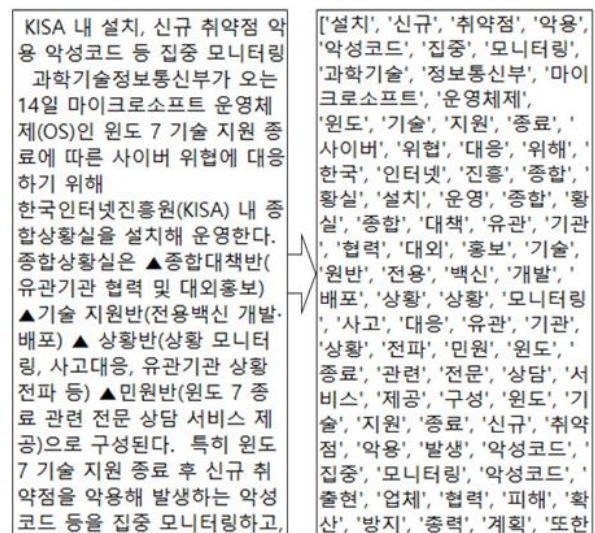 KISA 내 설치, 신규 취약점 악
용 악성코드 등 집중 모니터링
과학기술정보통신부가 오는
14일 마이크로소프트 운영체
제(OS)인 윈도 7 기술 지원 종
료에 따른 사이버 위협에 대응
하기 위해
한국인터넷진흥원(KISA) 내 종
합상황실을 설치해 운영한다.
종합상황실은 ▲종합대책반(
유관기관 협력 및 대외홍보)
▲기술 지원반(전용백신 개발·
배포) ▲ 상황반(상황 모니터
링, 사고대응, 유관기관 상황
전파 등) ▲민원반(윈도 7 종
료 관련 전문 상담 서비스 제
공)으로 구성된다. 특히 윈도
7 기술 지원 종료 후 신규 취
약점을 악용해 발생하는 악성
코드 등을 집중 모니터링하고,
['설치', '신규', '취약점', '악용',
'악성코드', '집중', '모니터링',
'과학기술', '정보통신부', '마이
크로소프트', '운영체제',
'윈도', '기술', '지원', '종료', '
사이버', '위협', '대응', '위해', '
한국', '인터넷', '진흥', '종합', '
황실', '설치', '운영', '종합', '황
실', '종합', '대책', '유관', '기관
', '협력', '대외', '홍보', '기술',
'원반', '전용', '백신', '개발', '
배포', '상황', '상황', '모니터링
', '사고', '대응', '유관', '기관',
'상황', '전파', '민원', '윈도', '
종료', '관련', '전문', '상담', '서
비스', '제공', '구성', '윈도', '기
술', '지원', '종료', '신규', '취약
점', '악용', '발생', '악성코드', '
집중', '모니터링', '악성코드', '
출현', '업체', '협력', '피해', '확
산', '방지', '총력', '계획', '또한